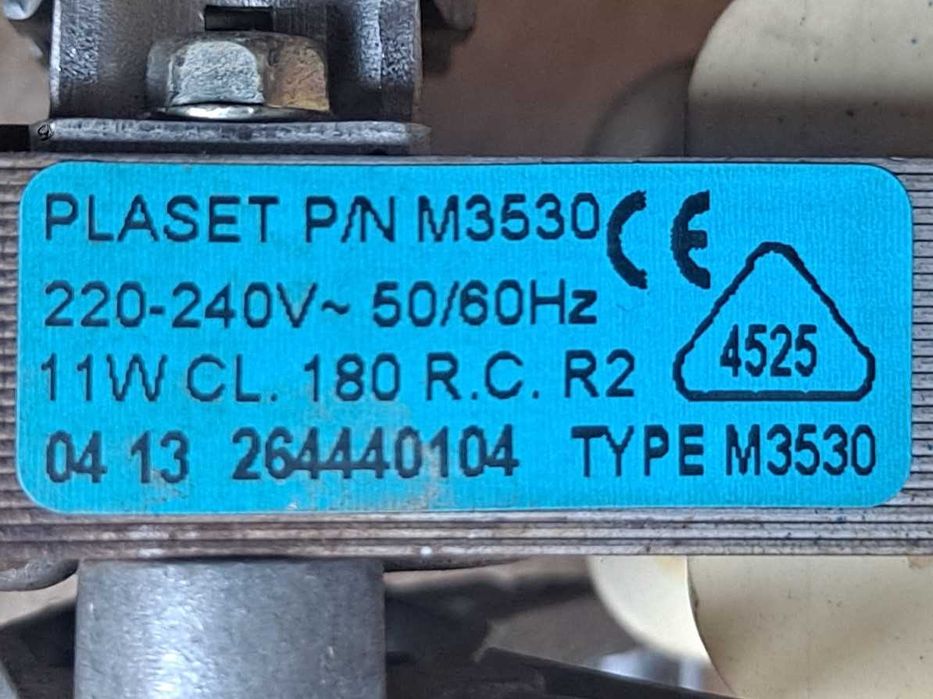 PLASET P/N M3530 CE
220-240V~ 50/60Hz
11W CL. 180 R.C. R2
4525
04 13 264440104 TYPE M3530